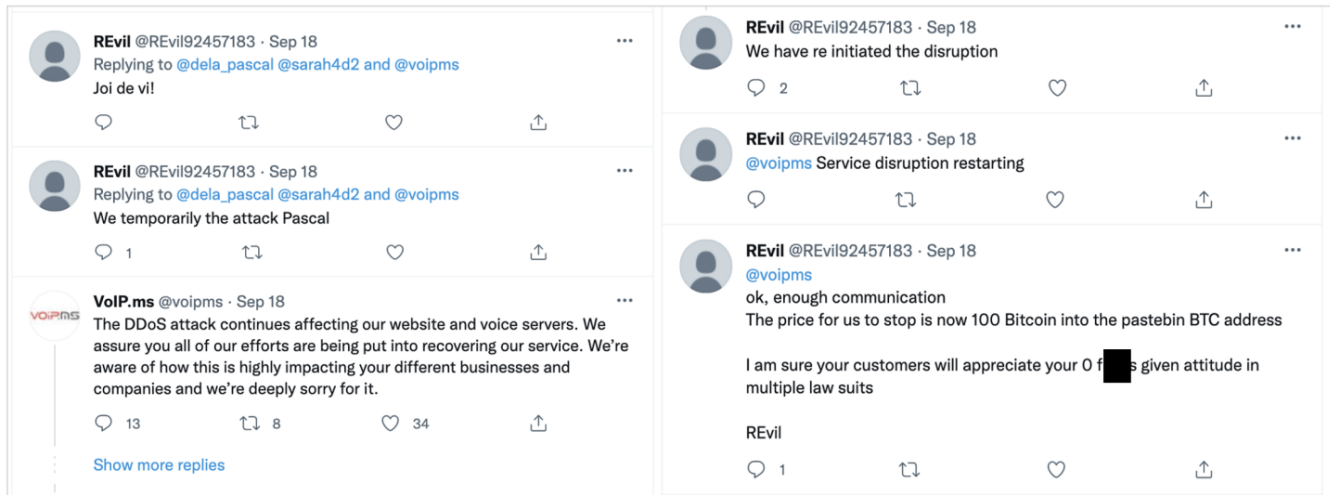 REvil @REvil92457183 · Sep 18
Replying to @dela_pascal @sarah4d2 and @voipms
Joi de vi!
REvil @REvil92457183 · Sep 18
Replying to @dela_pascal @sarah4d2 and @voipms
We temporarily the attack Pascal
1
VOIPMS
VoIP.ms @voipms · Sep 18
The DDoS attack continues affecting our website and voice servers. We
assure you all of our efforts are being put into recovering our service. We're
aware of how this is highly impacting your different businesses and
companies and we're deeply sorry for it.
13 8 34
Show more replies
REvil @REvil92457183 · Sep 18
We have re initiated the disruption
2
REvil @REvil92457183 · Sep 18
@voipms Service disruption restarting
REvil @REvil92457183 · Sep 18
@voipms
ok, enough communication
The price for us to stop is now 100 Bitcoin into the pastebin BTC address
I am sure your customers will appreciate your 0 f s given attitude in
multiple law suits
REvil
1